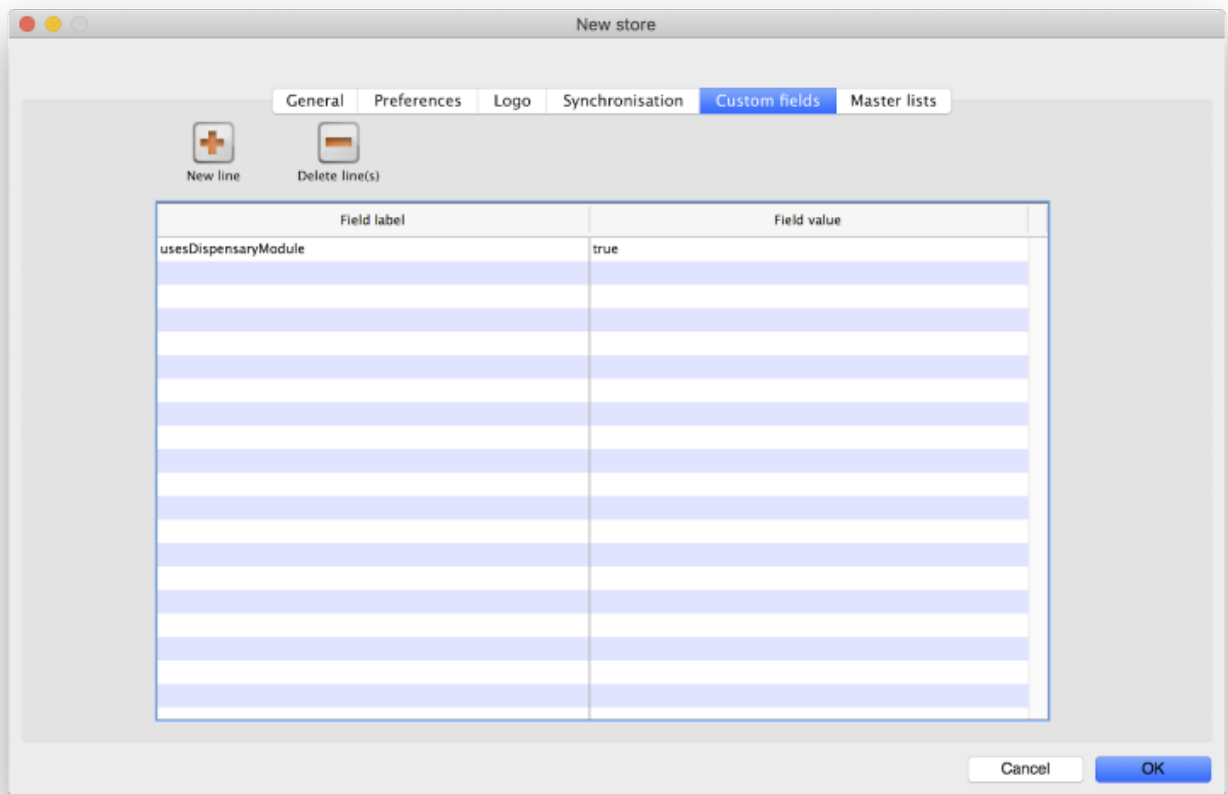 New store
General Preferences Logo Synchronisation Custom fields Master lists
New line Delete line(s)
Field label Field value
usesDispensaryModule true
Cancel OK